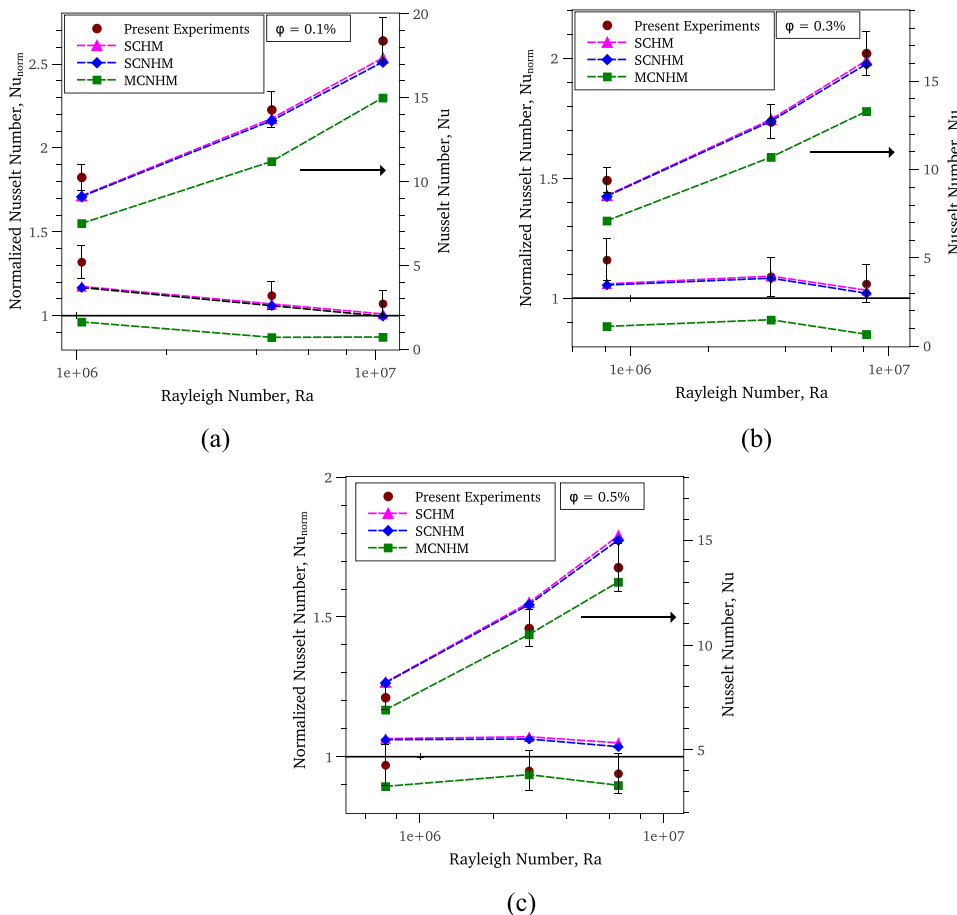 Present Experiments
SCHM
SCNHM
MCNHM
φ = 0.1%
Normalized Nusselt Number, Nunorm
2.5
2
1.5
1
20
15
10
5
0
Nusselt Number, Nu
1e+06
1e+07
Rayleigh Number, Ra
(a)
Present Experiments
SCHM
SCNHM
MCNHM
φ = 0.3%
Normalized Nusselt Number, Nunorm
2
1.5
1
15
10
5
0
Nusselt Number, Nu
1e+06
1e+07
Rayleigh Number, Ra
(b)
Present Experiments
SCHM
SCNHM
MCNHM
φ = 0.5%
Normalized Nusselt Number, Nunorm
2
1.5
1
15
10
5
Nusselt Number, Nu
1e+06
1e+07
Rayleigh Number, Ra
(c)